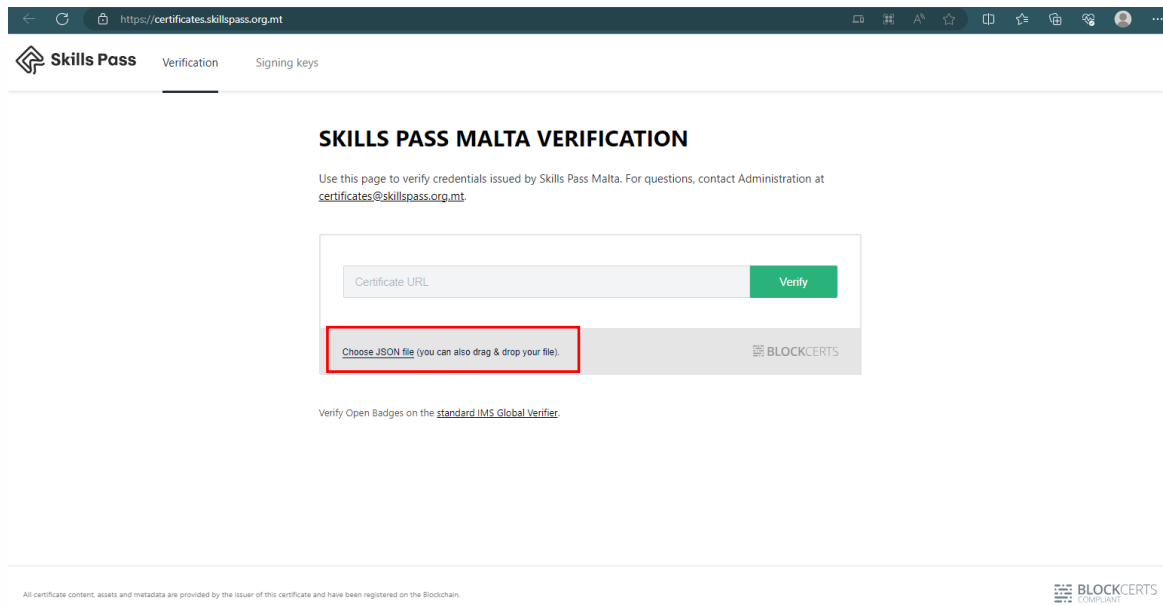 https://certificates.skillspass.org.mt
Skills Pass
Verification
Signing keys
SKILLS PASS MALTA VERIFICATION
Use this page to verify credentials issued by Skills Pass Malta. For questions, contact Administration at
certificates@skillspass.org.mt.
Certificate URL
Verify
Choose JSON file (you can also drag & drop your file).
BLOCKCERTS
Verify Open Badges on the standard IMS Global Verifier.
All certificate content, assets and metadata are provided by the issuer of this certificate and have been registered on the Blockchain.
BLOCKCERTS
COMPLIANT